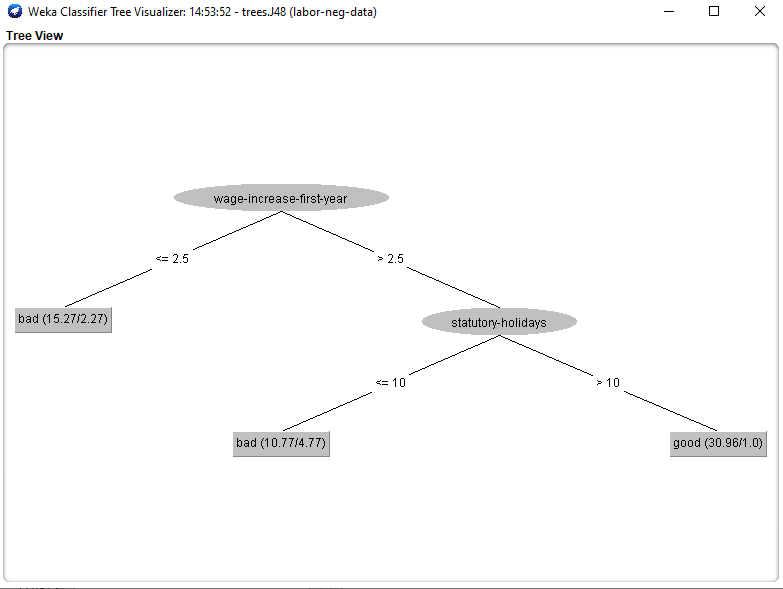 Weka Classifier Tree Visualizer: 14:53:52 - trees.J48 (labor-neg-data)
Tree View
wage-increase-first-year
<= 2.5
> 2.5
bad (15.27/2.27)
statutory-holidays
<= 10
> 10
bad (10.77/4.77)
good (30.96/1.0)